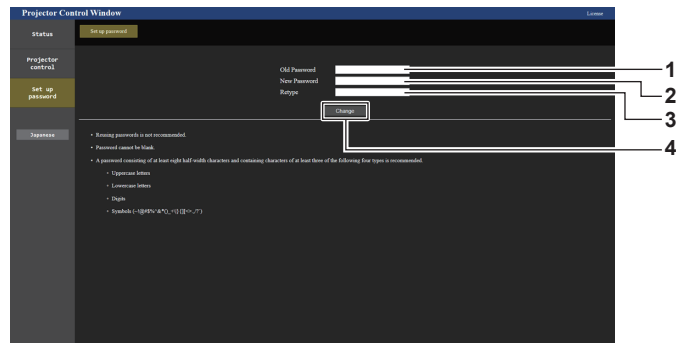 Projector Control Window
License
Status
Set up password
Projector
control
Set up
password
Japanese
Old Password
New Password
Retype
Change
1
2
3
4
• Reusing passwords is not recommended.
• Password cannot be blank.
• A password consisting of at least eight half-width characters and containing characters of at least three of the following four types is recommended.
◦ Uppercase letters
◦ Lowercase letters
◦ Digits